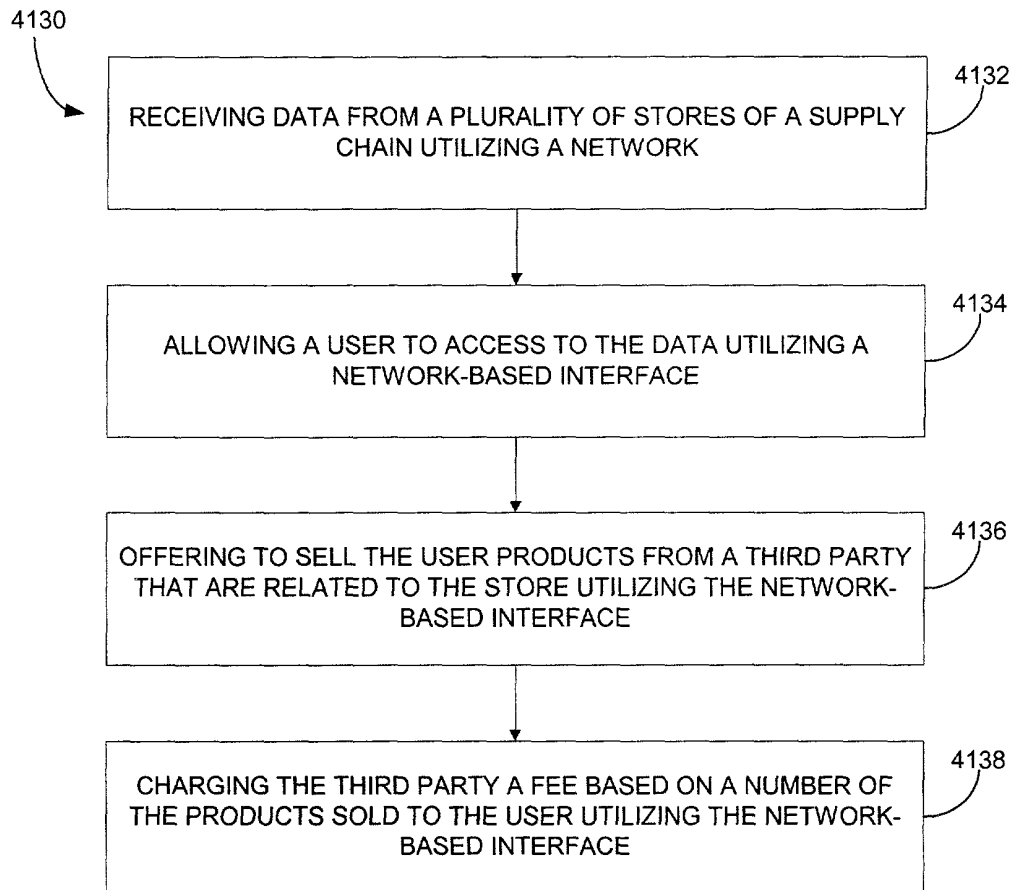 4130
4132
RECEIVING DATA FROM A PLURALITY OF STORES OF A SUPPLY
CHAIN UTILIZING A NETWORK
4134
ALLOWING A USER TO ACCESS TO THE DATA UTILIZING A
NETWORK-BASED INTERFACE
4136
OFFERING TO SELL THE USER PRODUCTS FROM A THIRD PARTY
THAT ARE RELATED TO THE STORE UTILIZING THE NETWORK-
BASED INTERFACE
4138
CHARGING THE THIRD PARTY A FEE BASED ON A NUMBER OF
THE PRODUCTS SOLD TO THE USER UTILIZING THE NETWORK-
BASED INTERFACE